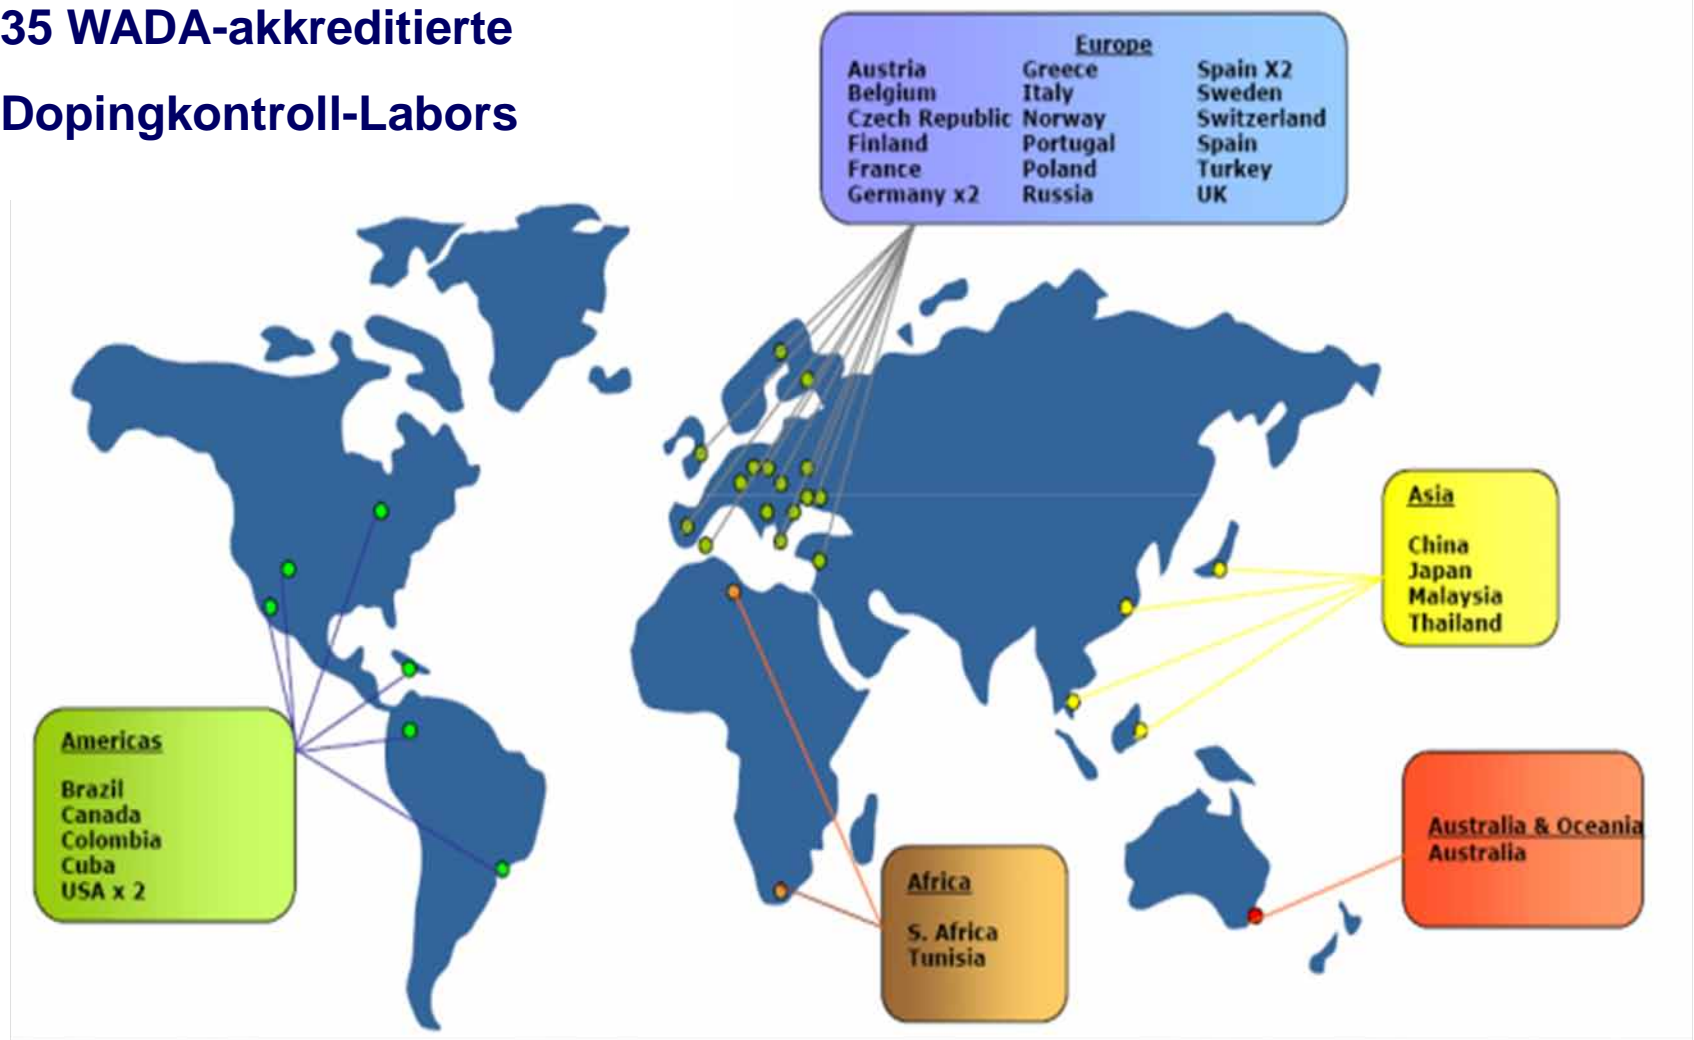 35 WADA-akkreditierte
Dopingkontroll-Labors
Europe
Austria
Belgium
Czech Republic
Finland
France
Germany x2
Greece
Italy
Norway
Portugal
Poland
Russia
Spain X2
Sweden
Switzerland
Spain
Turkey
UK
Asia
China
Japan
Malaysia
Thailand
Americas
Brazil
Canada
Colombia
Cuba
USA x 2
Australia & Oceania
Australia
Africa
S. Africa
Tunisia